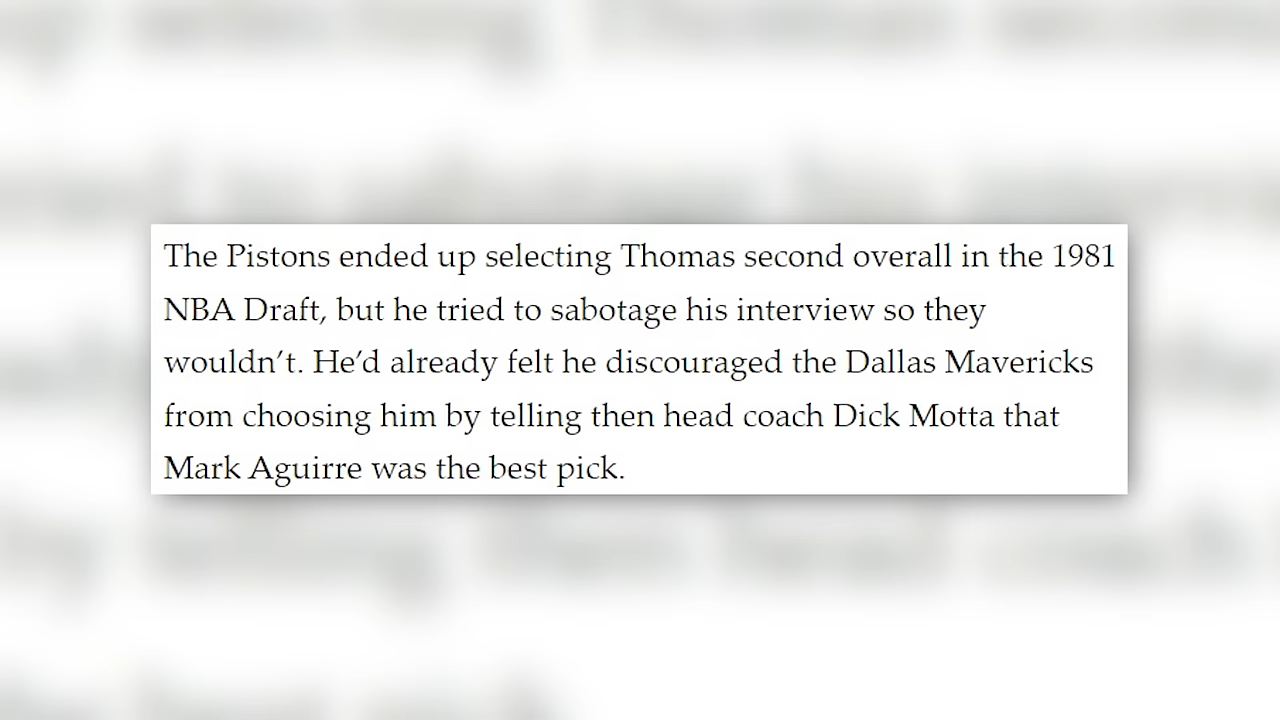 The Pistons ended up selecting Thomas second overall in the 1981
NBA Draft, but he tried to sabotage his interview so they
wouldn’t. He’d already felt he discouraged the Dallas Mavericks
from choosing him by telling then head coach Dick Motta that
Mark Aguirre was the best pick.